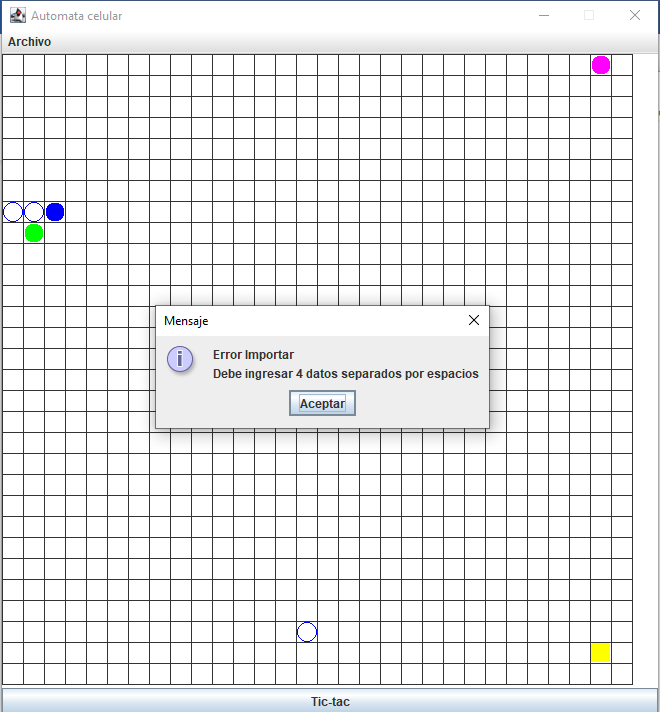 Automata celular
Archivo
Mensaje
Error Importar
Debe ingresar 4 datos separados por espacios
Aceptar
Tic-tac